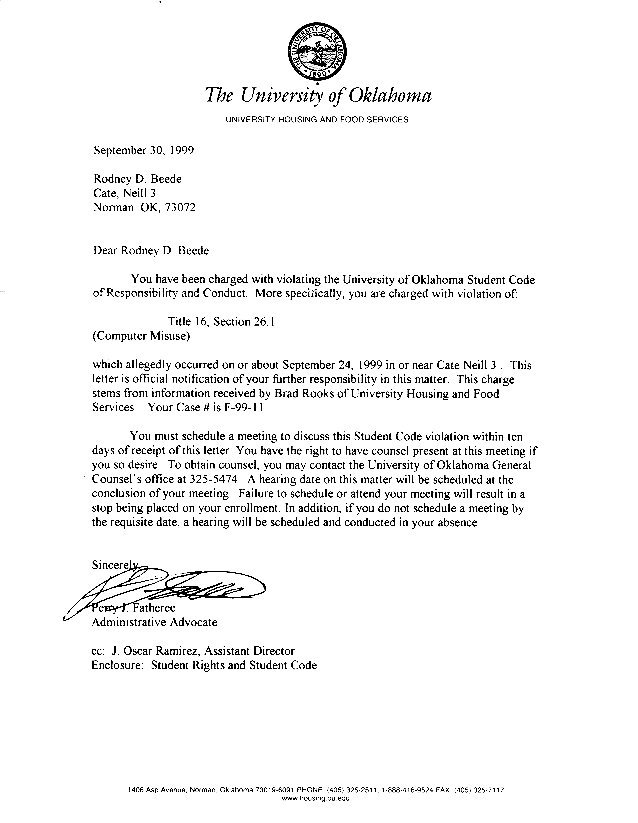 The University of Oklahoma
UNIVERSITY HOUSING AND FOOD SERVICES
September 30, 1999
Rodney D. Beede
Cate, Neill 3
Norman OK, 73072
Dear Rodney D. Beede
You have been charged with violating the University of Oklahoma Student Code
of Responsibility and Conduct. More specifically, you are charged with violation of:
Title 16, Section 26.1
(Computer Misuse)
which allegedly occurred on or about September 24, 1999 in or near Cate Neill 3 . This
letter is official notification of your further responsibility in this matter. This charge
stems from information received by Brad Rooks of University Housing and Food
Services Your Case # is F-99-11
You must schedule a meeting to discuss this Student Code violation within ten
days of receipt of this letter You have the right to have counsel present at this meeting if
you so desire To obtain counsel, you may contact the University of Oklahoma General
Counsel's office at 325-5474 A hearing date on this matter will be scheduled at the
conclusion of your meeting Failure to schedule or attend your meeting will result in a
stop being placed on your enrollment. In addition, if you do not schedule a meeting by
the requisite date, a hearing will be scheduled and conducted in your absence
Sincerely,
Perry J. Fatheree
Administrative Advocate
cc: J. Oscar Ramirez, Assistant Director
Enclosure: Student Rights and Student Code
1406 Asp Avenue, Norman, Oklahoma 73019-6091 PHONE: (405) 325-2511, 1-888-416-9524 FAX: (405)
www.housing.ou.edu